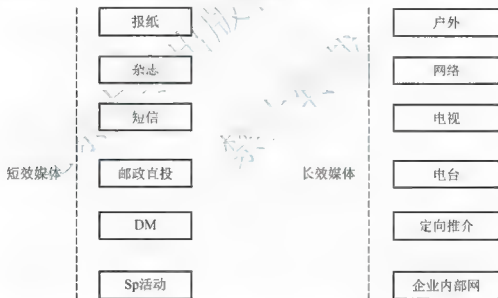 短效媒体
报纸
杂志
短信
邮政直投
DM
Sp活动
长效媒体
户外
网络
电视
电台
定向推介
企业内部网